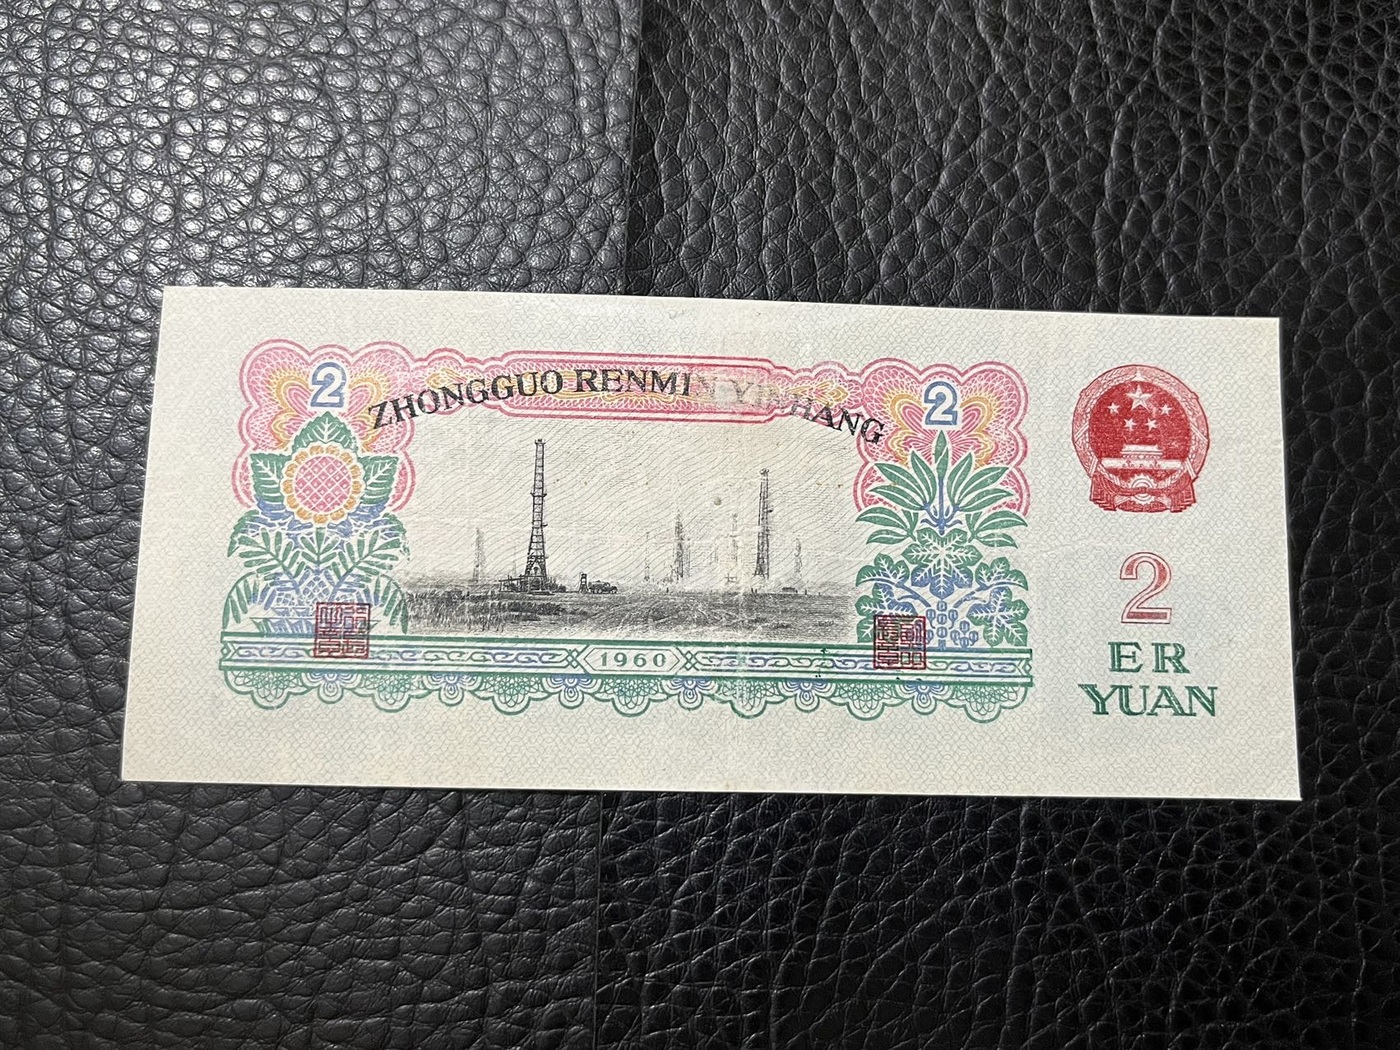 2
ZHONGGUO RENMIN YINHANG
2
1960
2
ER
YUAN